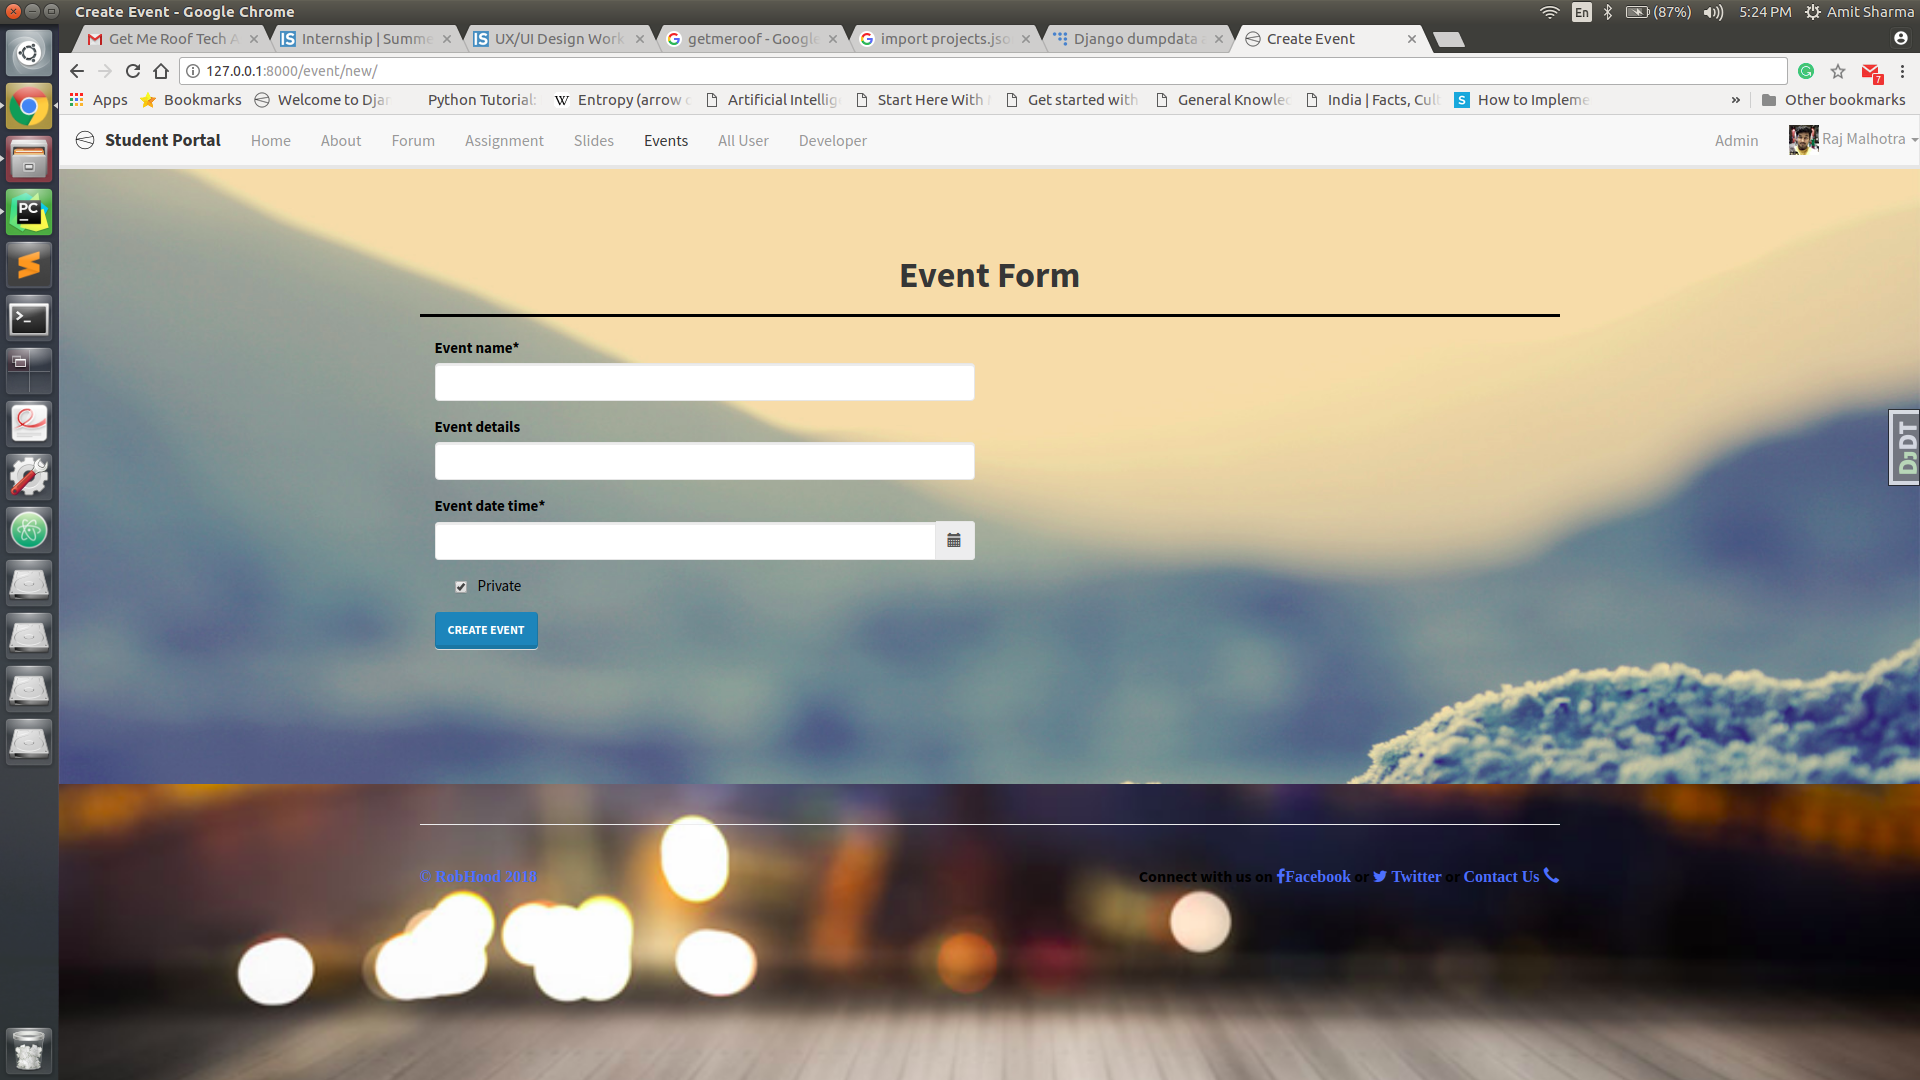 Create Event - Google Chrome
En (87%) 5:24 PM Amit Sharma
Get Me Roof Tech A Internship | Summe UX/UI Design Work getmeroof - Google import projects.jso Django dumpdata Create Event
127.0.0.1:8000/event/new/
7
Apps Bookmarks Welcome to Djan Python Tutorial: W Entropy (arrow o Artificial Intellig Start Here With Get started with General Knowlec India | Facts, Cult S How to Impleme » Other bookmarks
Student Portal Home About Forum Assignment Slides Events All User Developer Admin Raj Malhotra
PC
Event Form
Event name*
Event details
DJDT
Event date time*
Private
CREATE EVENT
© RobHood 2018 Connect with us on Facebook or Twitter or Contact Us